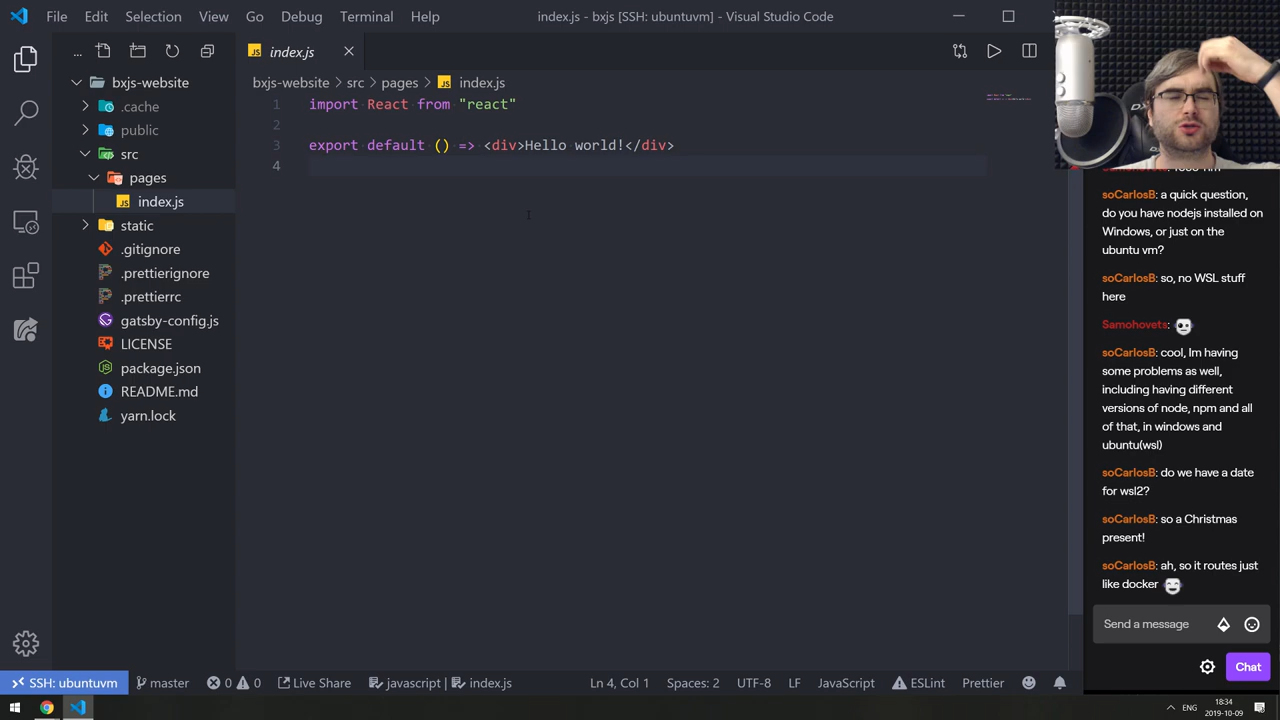 File Edit Selection View Go Debug Terminal Help
index.js - bxjs [SSH: ubuntuvm] - Visual Studio Code
...
index.js
bxjs-website
bxjs-website > src > pages > index.js
.cache
public
src
pages
index.js
static
.gitignore
.prettierignore
.prettierrc
gatsby-config.js
LICENSE
package.json
README.md
yarn.lock
1 import React from "react"
2
3 export default () => <div>Hello world!</div>
4
soCarlosB: a quick question,
do you have nodejs installed on
Windows, or just on the
ubuntu vm?
soCarlosB: so, no WSL stuff
here
Samohovets:
soCarlosB: cool, Im having
some problems as well,
including having different
versions of node, npm and all
of that, in windows and
ubuntu(wsl)
soCarlosB: do we have a date
for wsl2?
soCarlosB: so a Christmas
present!
soCarlosB: ah, so it routes just
like docker
Send a message
Chat
SSH: ubuntuvm master 0 0 Live Share javascript | index.js Ln 4, Col 1 Spaces: 2 UTF-8 LF JavaScript ESLint Prettier
ENG
18:34
2019-10-09